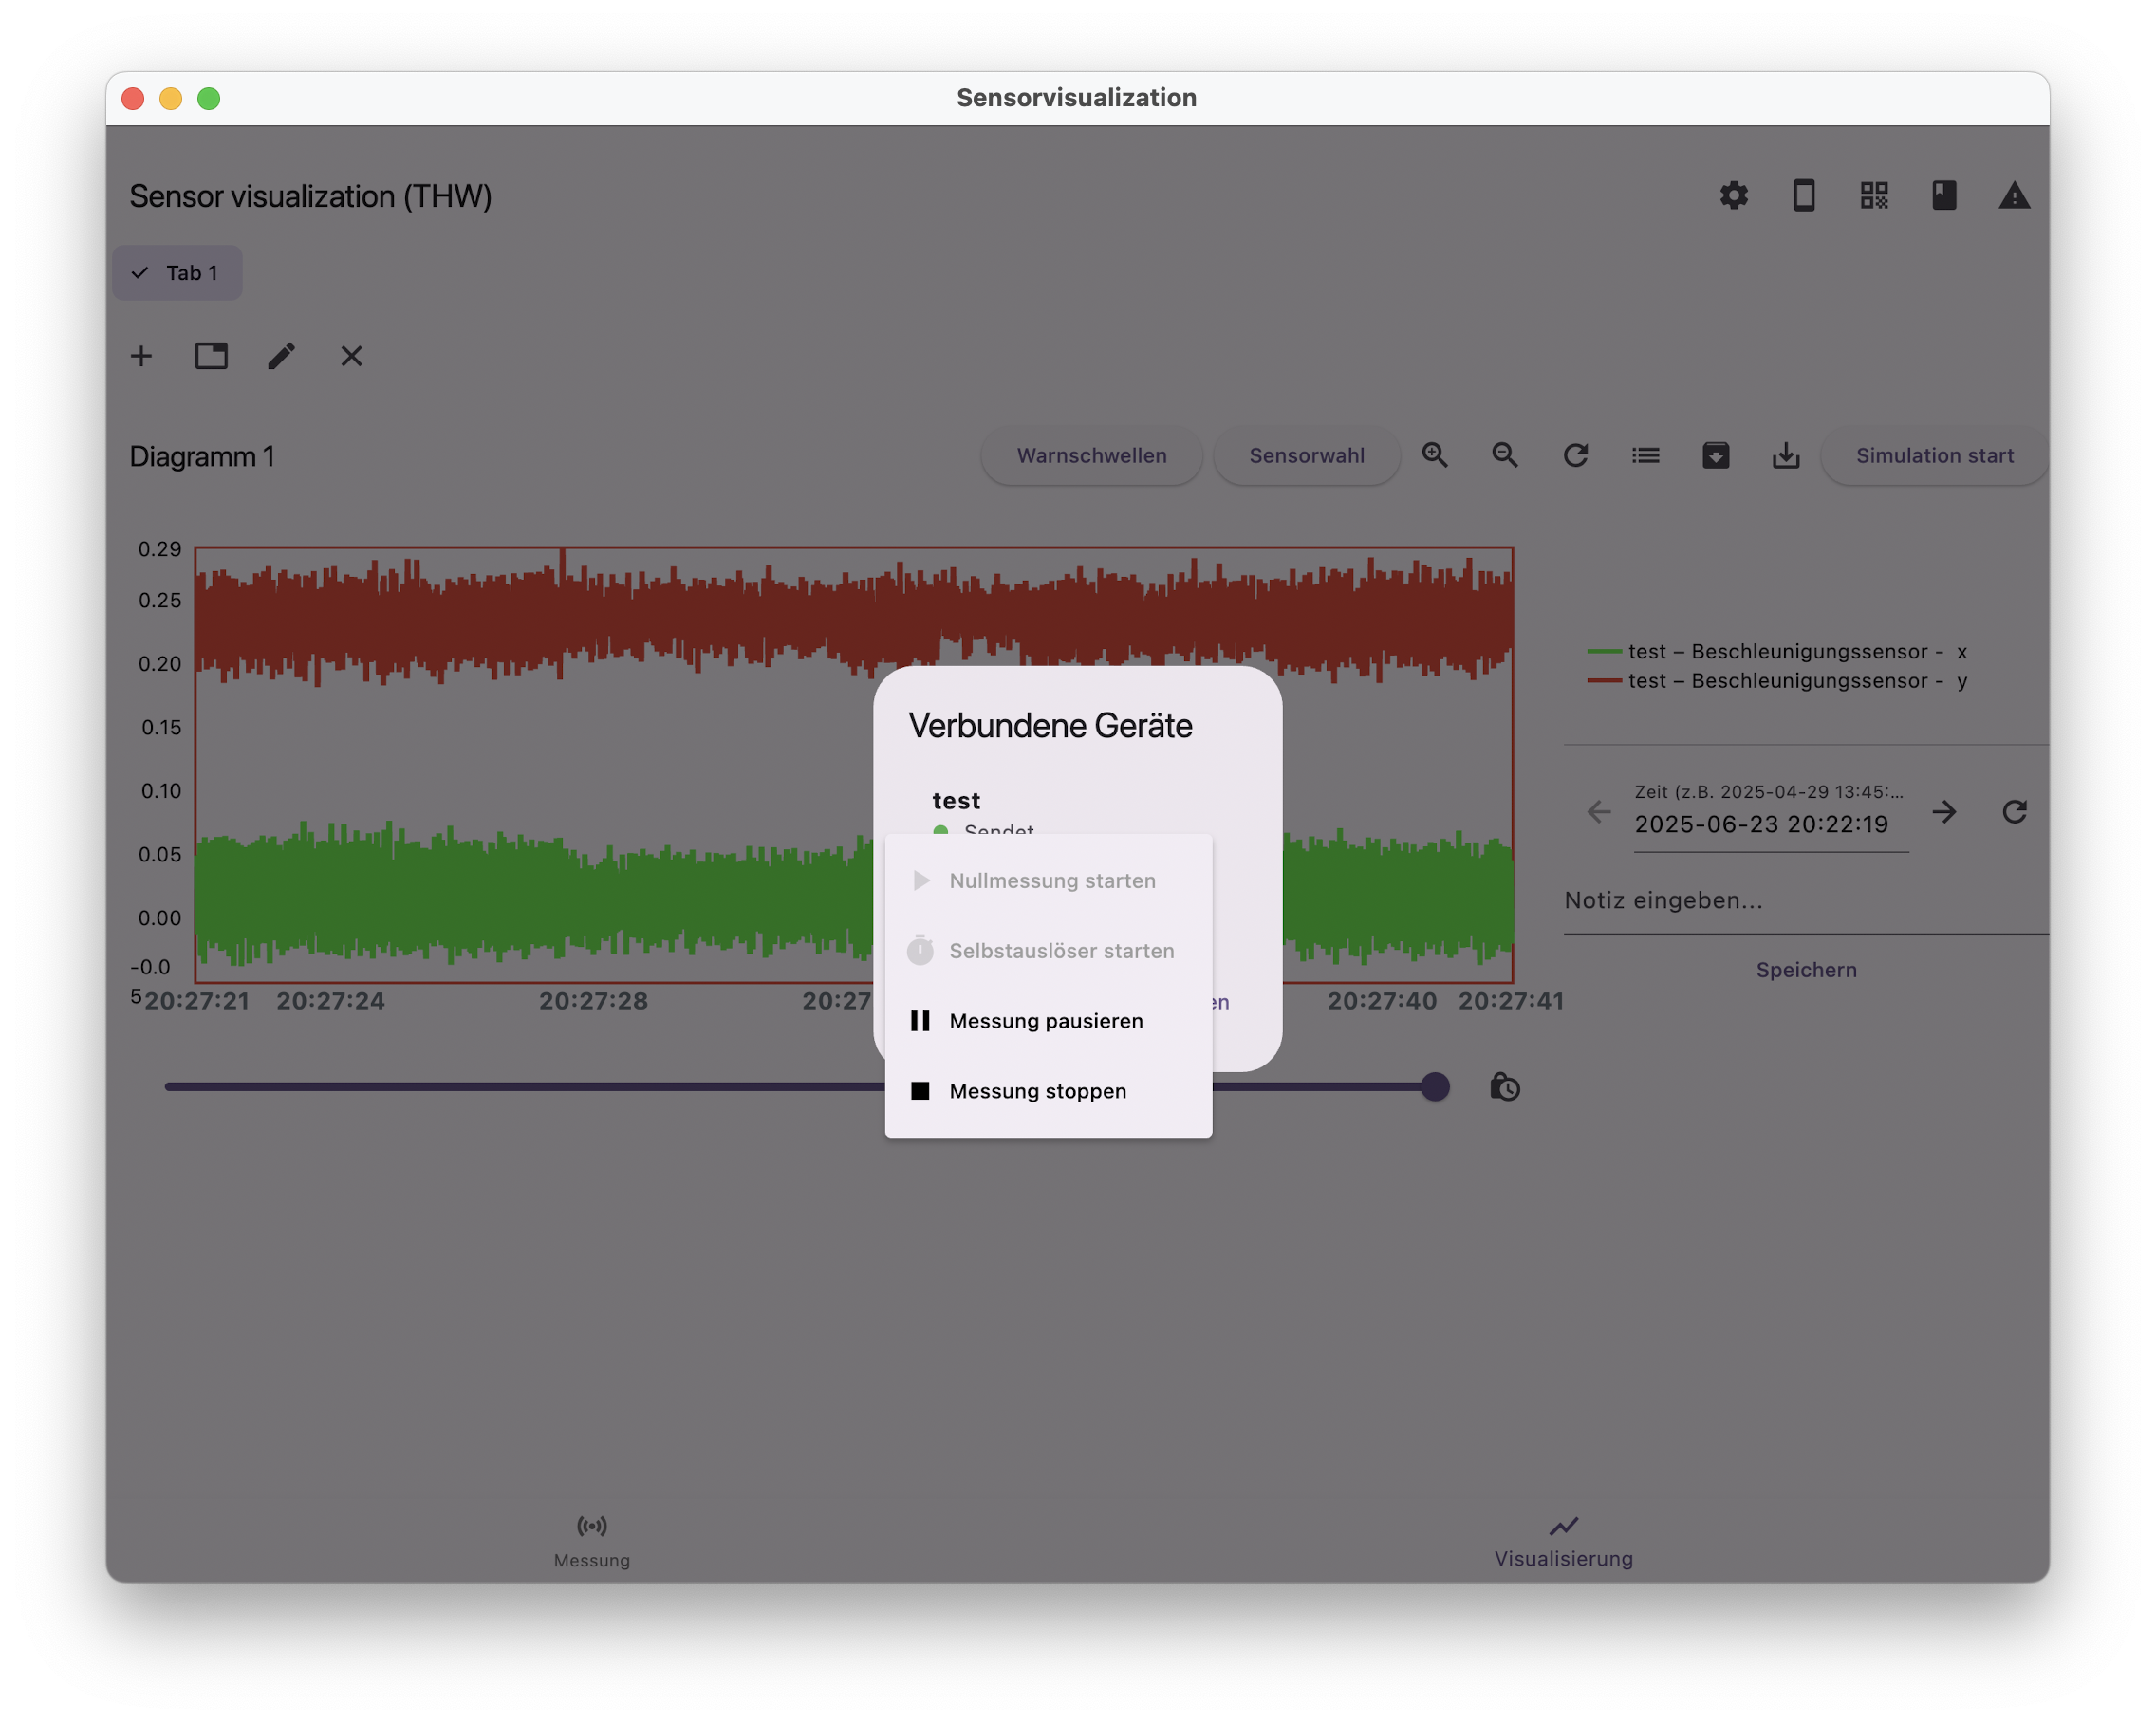 Sensorvisualization
Sensor visualization (THW)
Tab 1
Diagramm 1
Warnschwellen
Sensorwahl
Simulation start
0.29
0.25
0.20
0.15
0.10
0.05
0.00
-0.0
5
20:27:21 20:27:24 20:27:28 20:27 20:27:40 20:27:41
test – Beschleunigungssensor - x
test – Beschleunigungssensor - y
Zeit (z.B. 2025-04-29 13:45:...
2025-06-23 20:22:19
Notiz eingeben...
Speichern
Verbundene Geräte
test
Sendet
Nullmessung starten
Selbstauslöser starten
en
Messung pausieren
Messung stoppen
Messung
Visualisierung